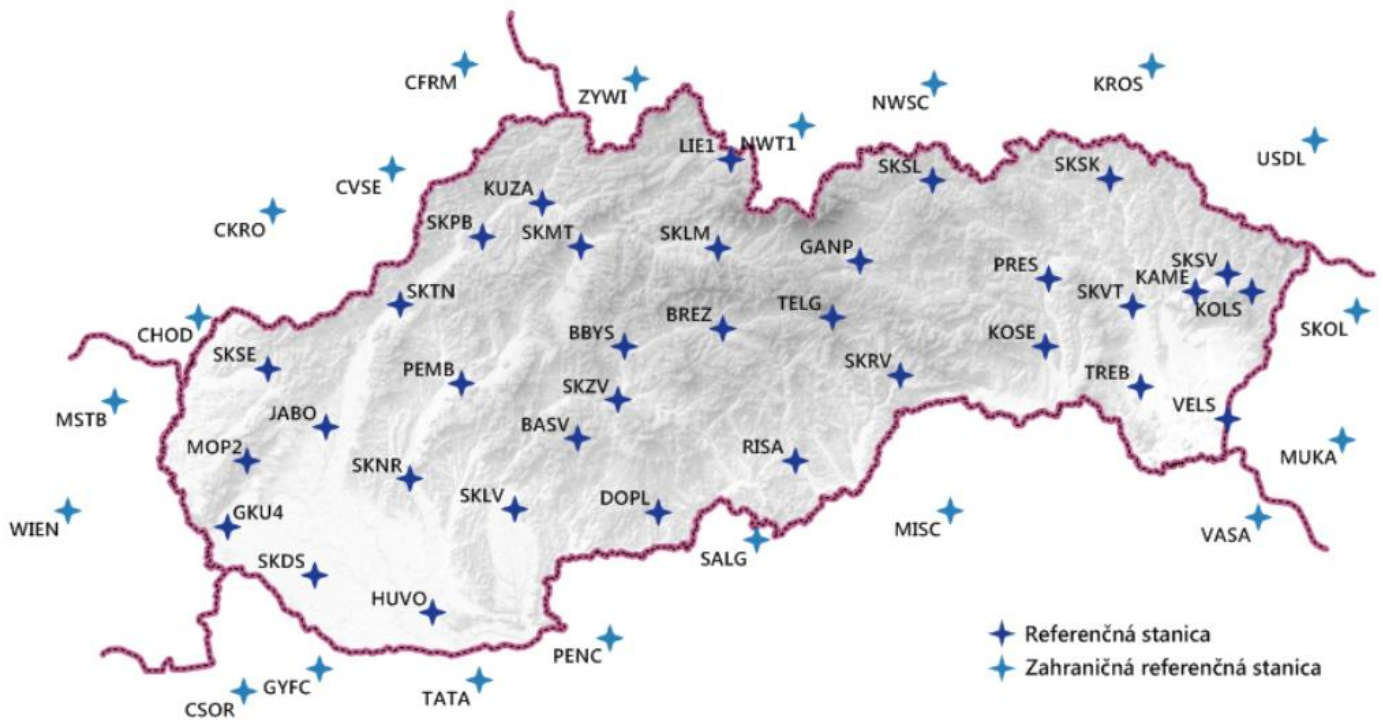 CFRM
ZYWI
NWSC
KROS
LIE1
NWT1
USDL
CVSE
SKSL
SKSK
KUZA
CKRO
SKPB
SKMT
SKLM
GANP
PRES
SKSV
KAME
SKVT
KOLS
SKTN
CHOD
BBYS
BREZ
TELG
KOSE
SKOL
SKSE
PEMB
SKZV
SKRV
TREB
MSTB
JABO
BASV
VELS
MOP2
SKNR
RISA
MUKA
SKLV
DOPL
WIEN
GKU4
MISC
VASA
SALG
SKDS
HUVO
PENC
Referenčná stanica
Zahraničná referenčná stanica
GYFC
TATA
CSOR